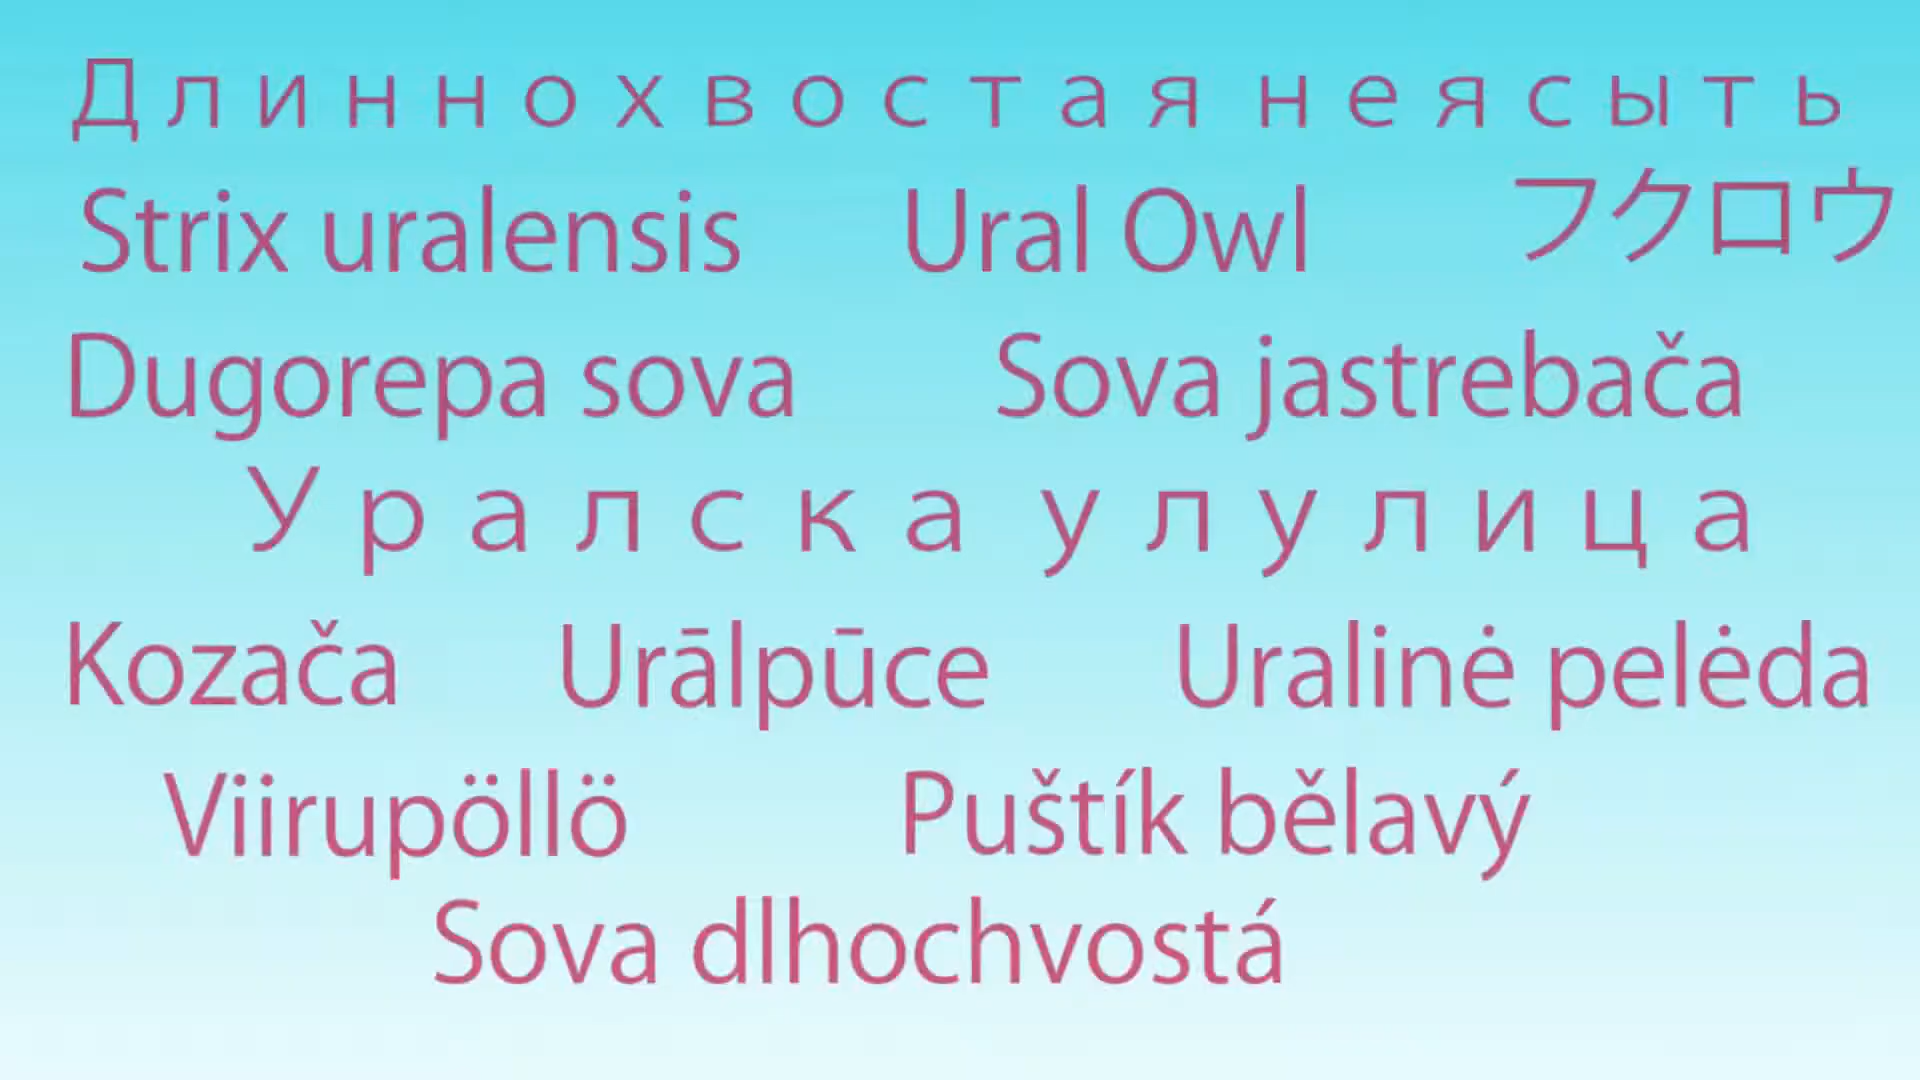 Длиннохвостая неясыть
Strix uralensis Ural Owl フクロウ
Dugorepa sova Sova jastrebača
Уралска улулица
Kozača Urālpūce Uralinė pelėda
Viirupöllö Puštík bělavý
Sova dlhochvostá